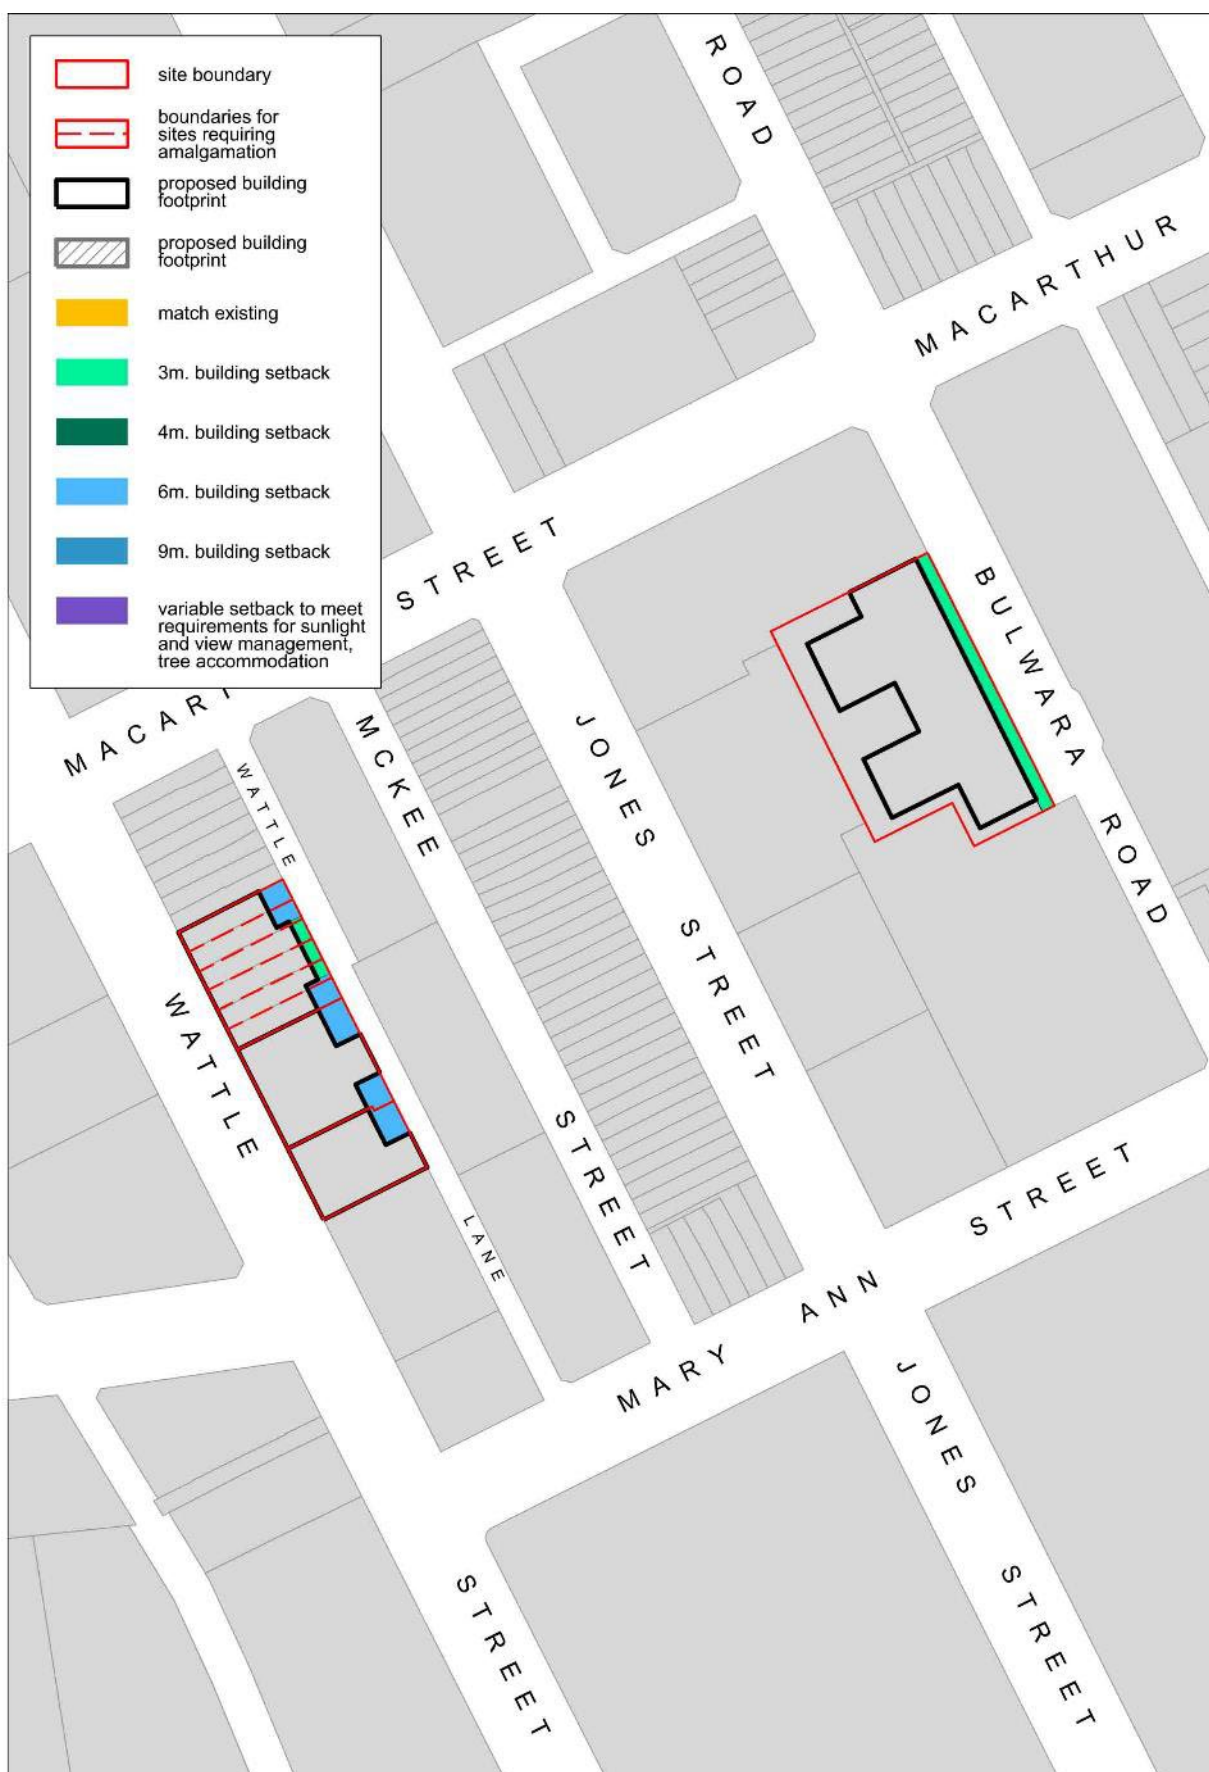 site boundary
boundaries for
sites requiring
amalgamation
proposed building
footprint
proposed building
footprint
match existing
3m. building setback
4m. building setback
6m. building setback
9m. building setback
variable setback to meet
requirements for sunlight
and view management,
tree accommodation
ROAD
MACARTHUR
MACART
STREET
BULWARA
ROAD
JONES
STREET
MCKEE
STREET
WATTLE
LANE
WATTLE
STREET
MARY ANN STREET
JONES
STREET